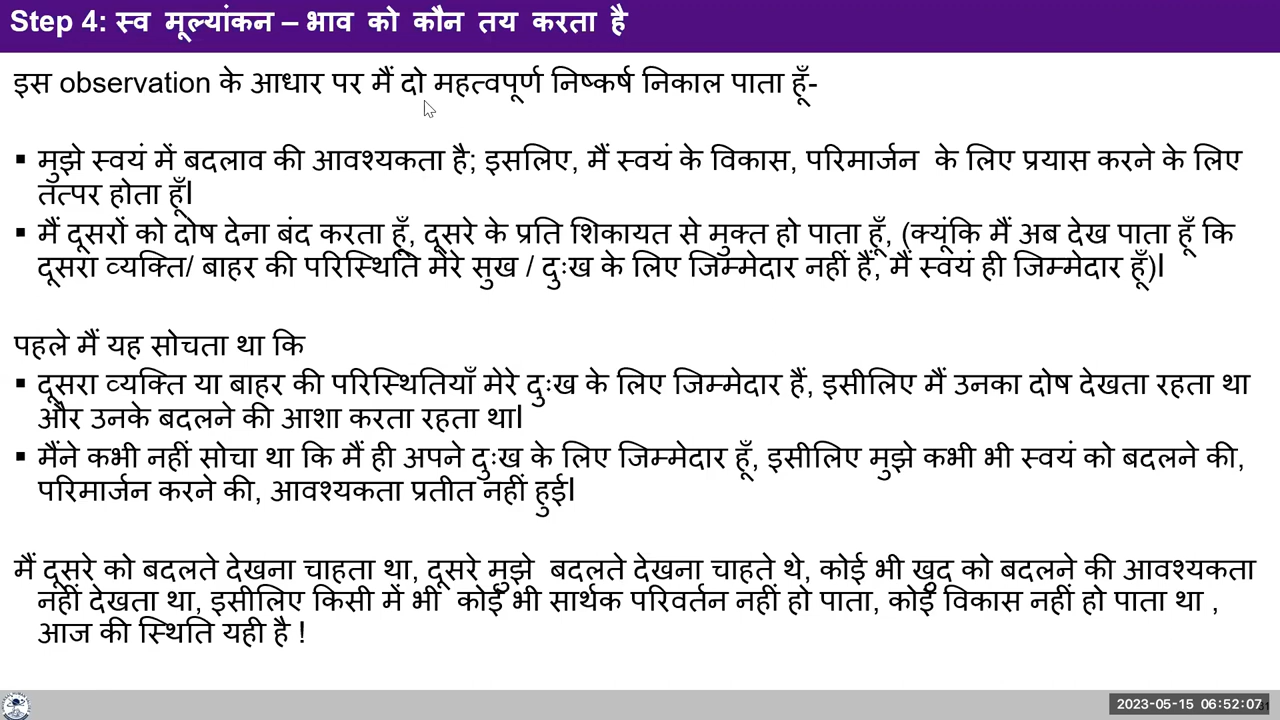 Step 4: स्व मूल्यांकन – भाव को कौन तय करता है
इस observation के आधार पर मैं दो महत्वपूर्ण निष्कर्ष निकाल पाता हूँ-
▪ मुझे स्वयं में बदलाव की आवश्यकता है; इसलिए, मैं स्वयं के विकास, परिमार्जन के लिए प्रयास करने के लिए
तत्पर होता हूँ।
▪ मैं दूसरों को दोष देना बंद करता हूँ, दूसरे के प्रति शिकायत से मुक्त हो पाता हूँ, (क्यूंकि मैं अब देख पाता हूँ कि
दूसरा व्यक्ति/ बाहर की परिस्थिति मेरे सुख / दुःख के लिए जिम्मेदार नहीं हैं, मैं स्वयं ही जिम्मेदार हूँ)।
पहले मैं यह सोचता था कि
▪ दूसरा व्यक्ति या बाहर की परिस्थितियाँ मेरे दुःख के लिए जिम्मेदार हैं, इसीलिए मैं उनका दोष देखता रहता था
और उनके बदलने की आशा करता रहता था।
▪ मैंने कभी नहीं सोचा था कि मैं ही अपने दुःख के लिए जिम्मेदार हूँ, इसीलिए मुझे कभी भी स्वयं को बदलने की,
परिमार्जन करने की, आवश्यकता प्रतीत नहीं हुई।
मैं दूसरे को बदलते देखना चाहता था, दूसरे मुझे बदलते देखना चाहते थे, कोई भी खुद को बदलने की आवश्यकता
नहीं देखता था, इसीलिए किसी में भी कोई भी सार्थक परिवर्तन नहीं हो पाता, कोई विकास नहीं हो पाता था ,
आज की स्थिति यही है !
2023-05-15 06:52:07